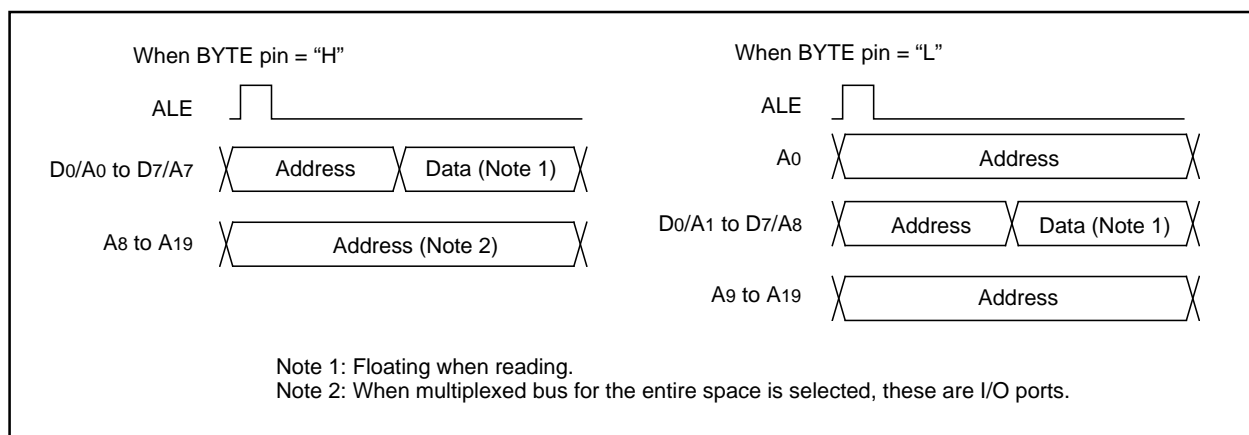 When BYTE pin = “H”
ALE
D0/A0 to D7/A7
Address
Data (Note 1)
A8 to A19
Address (Note 2)
When BYTE pin = “L”
ALE
A0
Address
D0/A1 to D7/A8
Address
Data (Note 1)
A9 to A19
Address
Note 1: Floating when reading.
Note 2: When multiplexed bus for the entire space is selected, these are I/O ports.